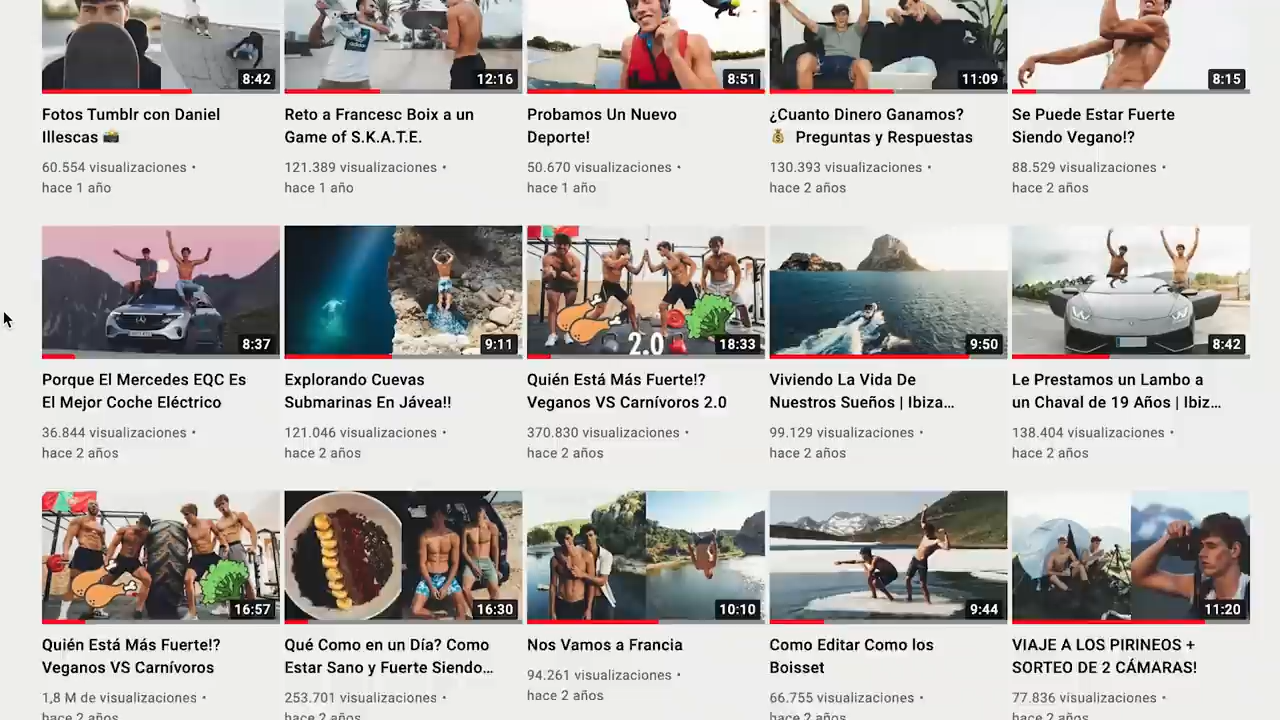 8:42
12:16
8:51
11:09
8:15
Fotos Tumblr con Daniel
Illescas 📸
60.554 visualizaciones •
hace 1 año
Reto a Francesc Boix a un
Game of S.K.A.T.E.
121.389 visualizaciones •
hace 1 año
Probamos Un Nuevo
Deporte!
50.670 visualizaciones •
hace 1 año
¿Cuanto Dinero Ganamos?
💰 Preguntas y Respuestas
130.393 visualizaciones •
hace 2 años
Se Puede Estar Fuerte
Siendo Vegano!?
88.529 visualizaciones •
hace 2 años
8:37
9:11
2.0
18:33
9:50
8:42
Porque El Mercedes EQC Es
El Mejor Coche Eléctrico
36.844 visualizaciones •
hace 2 años
Explorando Cuevas
Submarinas En Jávea!!
121.046 visualizaciones •
hace 2 años
Quién Está Más Fuerte!?
Veganos VS Carnívoros 2.0
370.830 visualizaciones •
hace 2 años
Viviendo La Vida De
Nuestros Sueños | Ibiza...
99.129 visualizaciones •
hace 2 años
Le Prestamos un Lambo a
un Chaval de 19 Años | Ibiz...
138.404 visualizaciones •
hace 2 años
16:57
16:30
10:10
9:44
11:20
Quién Está Más Fuerte!?
Veganos VS Carnívoros
1,8 M de visualizaciones •
hace 2 años
Qué Como en un Día? Como
Estar Sano y Fuerte Siendo...
253.701 visualizaciones •
hace 2 años
Nos Vamos a Francia
94.261 visualizaciones •
hace 2 años
Como Editar Como los
Boisset
66.755 visualizaciones •
hace 2 años
VIAJE A LOS PIRINEOS +
SORTEO DE 2 CÁMARAS!
77.836 visualizaciones •
hace 2 años